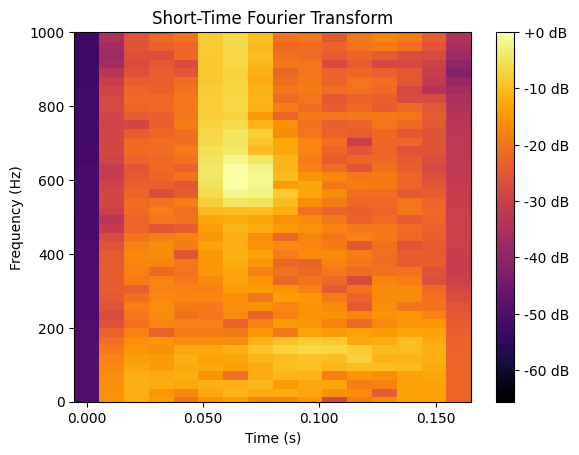 Short-Time Fourier Transform
1000
800
600
400
200
0
Frequency (Hz)
0.000
0.050
0.100
0.150
Time (s)
+0 dB
-10 dB
-20 dB
-30 dB
-40 dB
-50 dB
-60 dB